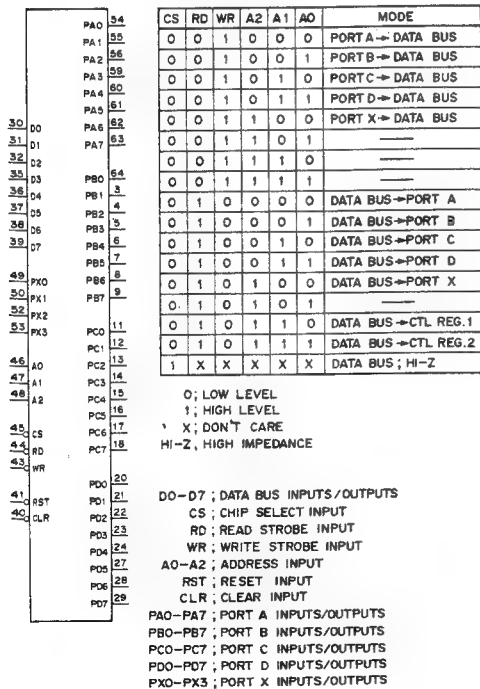 CS RD WR A2 A1 A0 MODE
0 0 1 0 0 0 PORT A → DATA BUS
0 0 1 0 0 1 PORT B → DATA BUS
0 0 1 0 1 0 PORT C → DATA BUS
0 0 1 0 1 1 PORT D → DATA BUS
0 0 1 1 0 0 PORT X → DATA BUS
0 0 1 1 0 1 —
0 0 1 1 1 0 —
0 0 1 1 1 1 —
0 1 0 0 0 0 DATA BUS → PORT A
0 1 0 0 0 1 DATA BUS → PORT B
0 1 0 0 1 0 DATA BUS → PORT C
0 1 0 0 1 1 DATA BUS → PORT D
0 1 0 1 0 0 DATA BUS → PORT X
0 1 0 1 0 1 —
0 1 0 1 1 0 DATA BUS → CTL REG.1
0 1 0 1 1 1 DATA BUS → CTL REG.2
1 X X X X X DATA BUS ; HI-Z
30 D0
31 D1
32 D2
35 D3
36 D4
37 D5
38 D6
39 D7
49 PX0
50 PX1
52 PX2
53 PX3
46 A0
47 A1
48 A2
45 CS
44 RD
43 WR
41 RST
40 CLR
PA0 54
PA1 55
PA2 56
PA3 59
PA4 60
PA5 61
PA6 62
PA7 63
PB0 64
PB1 3
PB2 4
PB3 5
PB4 6
PB5 7
PB6 8
PB7 9
PC0 11
PC1 12
PC2 13
PC3 14
PC4 15
PC5 16
PC6 17
PC7 18
PD0 20
PD1 21
PD2 22
PD3 23
PD4 24
PD5 27
PD6 28
PD7 29
0 ; LOW LEVEL
1 ; HIGH LEVEL
X ; DON'T CARE
HI-Z ; HIGH IMPEDANCE
D0-D7 ; DATA BUS INPUTS/OUTPUTS
CS ; CHIP SELECT INPUT
RD ; READ STROBE INPUT
WR ; WRITE STROBE INPUT
A0-A2 ; ADDRESS INPUT
RST ; RESET INPUT
CLR ; CLEAR INPUT
PA0-PA7 ; PORT A INPUTS/OUTPUTS
PB0-PB7 ; PORT B INPUTS/OUTPUTS
PC0-PC7 ; PORT C INPUTS/OUTPUTS
PD0-PD7 ; PORT D INPUTS/OUTPUTS
PX0-PX3 ; PORT X INPUTS/OUTPUTS